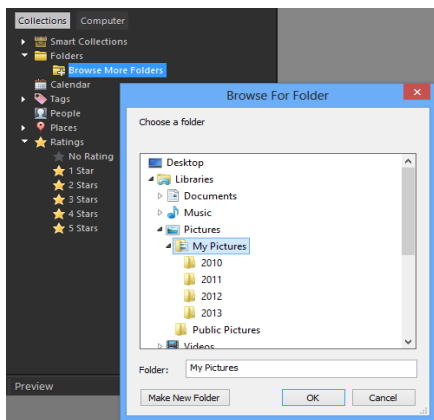 Collections Computer
Smart Collections
Folders
Browse More Folders
Calendar
Tags
People
Places
Ratings
No Rating
1 Star
2 Stars
3 Stars
4 Stars
5 Stars
Preview
Browse For Folder
Choose a folder
Desktop
Libraries
Documents
Music
Pictures
My Pictures
2010
2011
2012
2013
Public Pictures
Videos
Folder: My Pictures
Make New Folder OK Cancel